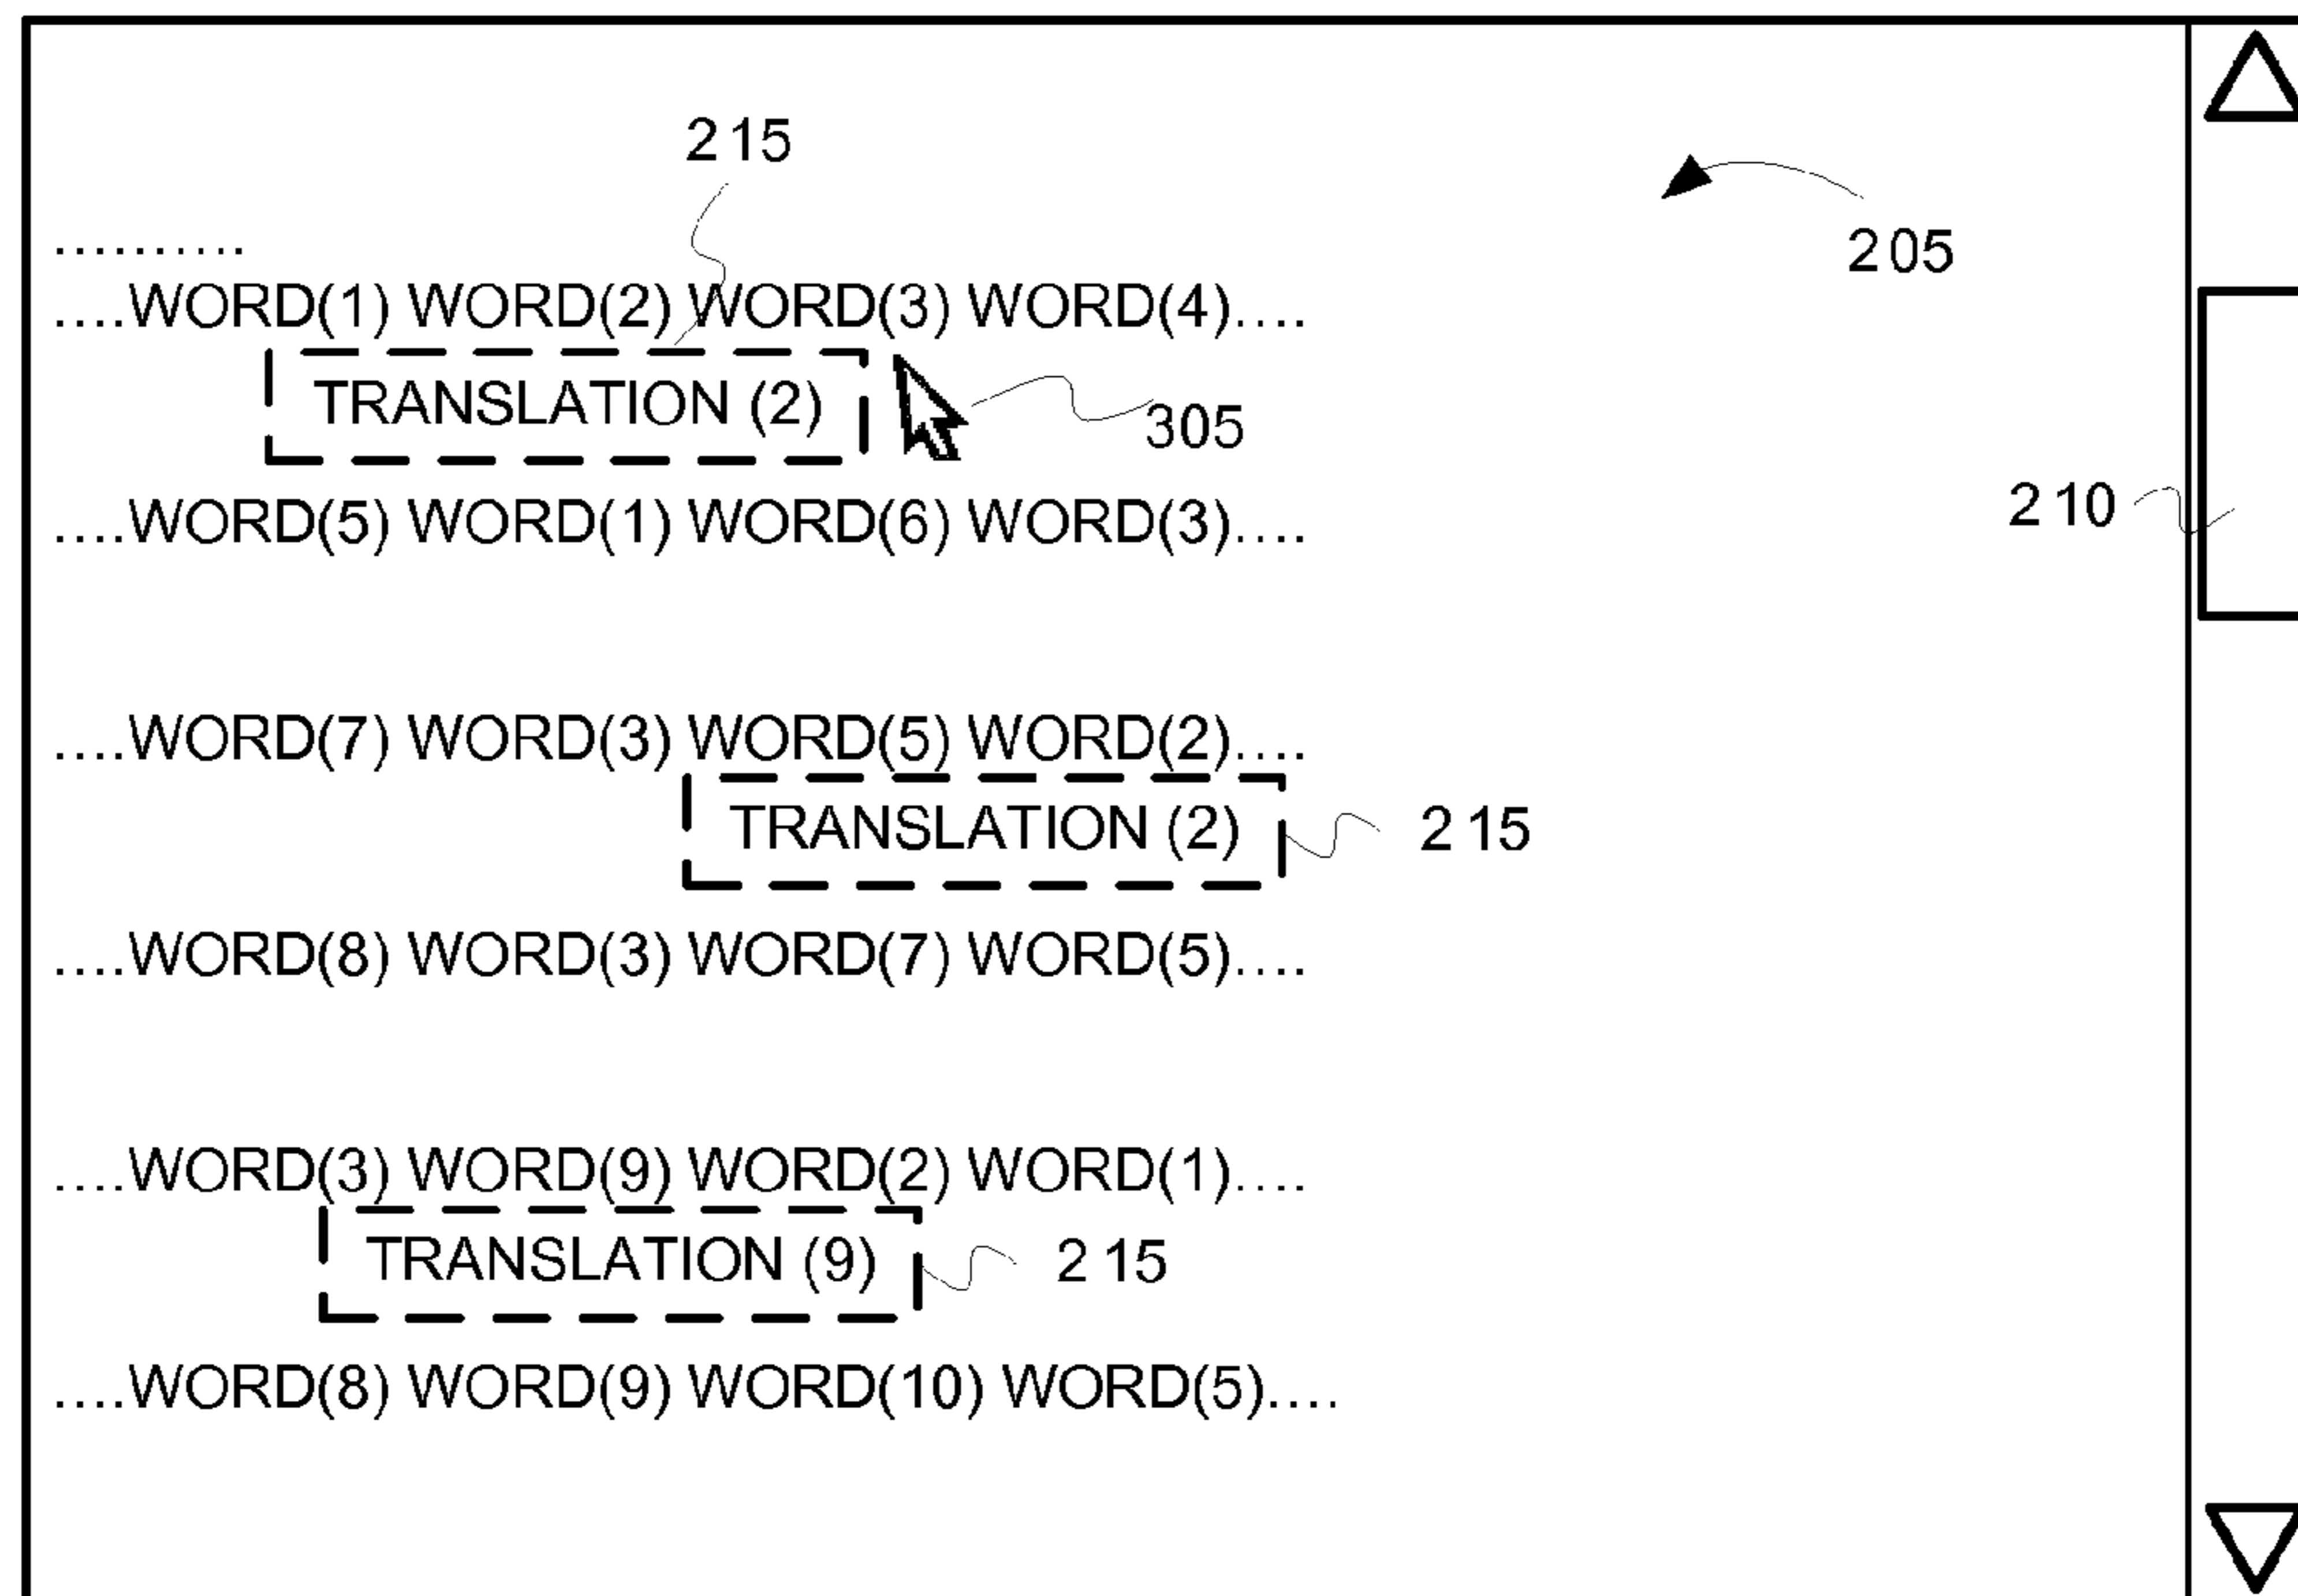 215
205
..........
....WORD(1) WORD(2) WORD(3) WORD(4)....
TRANSLATION (2)
305
....WORD(5) WORD(1) WORD(6) WORD(3)....
210
....WORD(7) WORD(3) WORD(5) WORD(2)....
TRANSLATION (2) 215
....WORD(8) WORD(3) WORD(7) WORD(5)....
....WORD(3) WORD(9) WORD(2) WORD(1)....
TRANSLATION (9) 215
....WORD(8) WORD(9) WORD(10) WORD(5)....